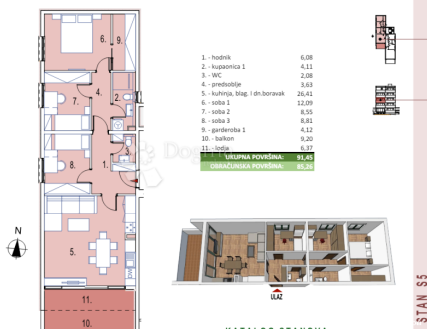 1. - hodnik 6,08
2. - kupaonica 1 4,11
3. - WC 2,08
4. - predsoblje 3,63
5. - kuhinja, blag. i dn.boravak 26,41
6. - soba 1 12,09
7. - soba 2 8,55
8. - soba 3 8,81
9. - garderoba 1 4,12
10. - balkon 9,20
11. - lođa 6,37
UKUPNA POVRŠINA: 91,45
OBRAČUNSKA POVRŠINA: 85,26
6.
9.
4.
7.
2.
1.
8.
5.
11.
10.
N
ULAZ
STAN S5
KATALOG STANOVA